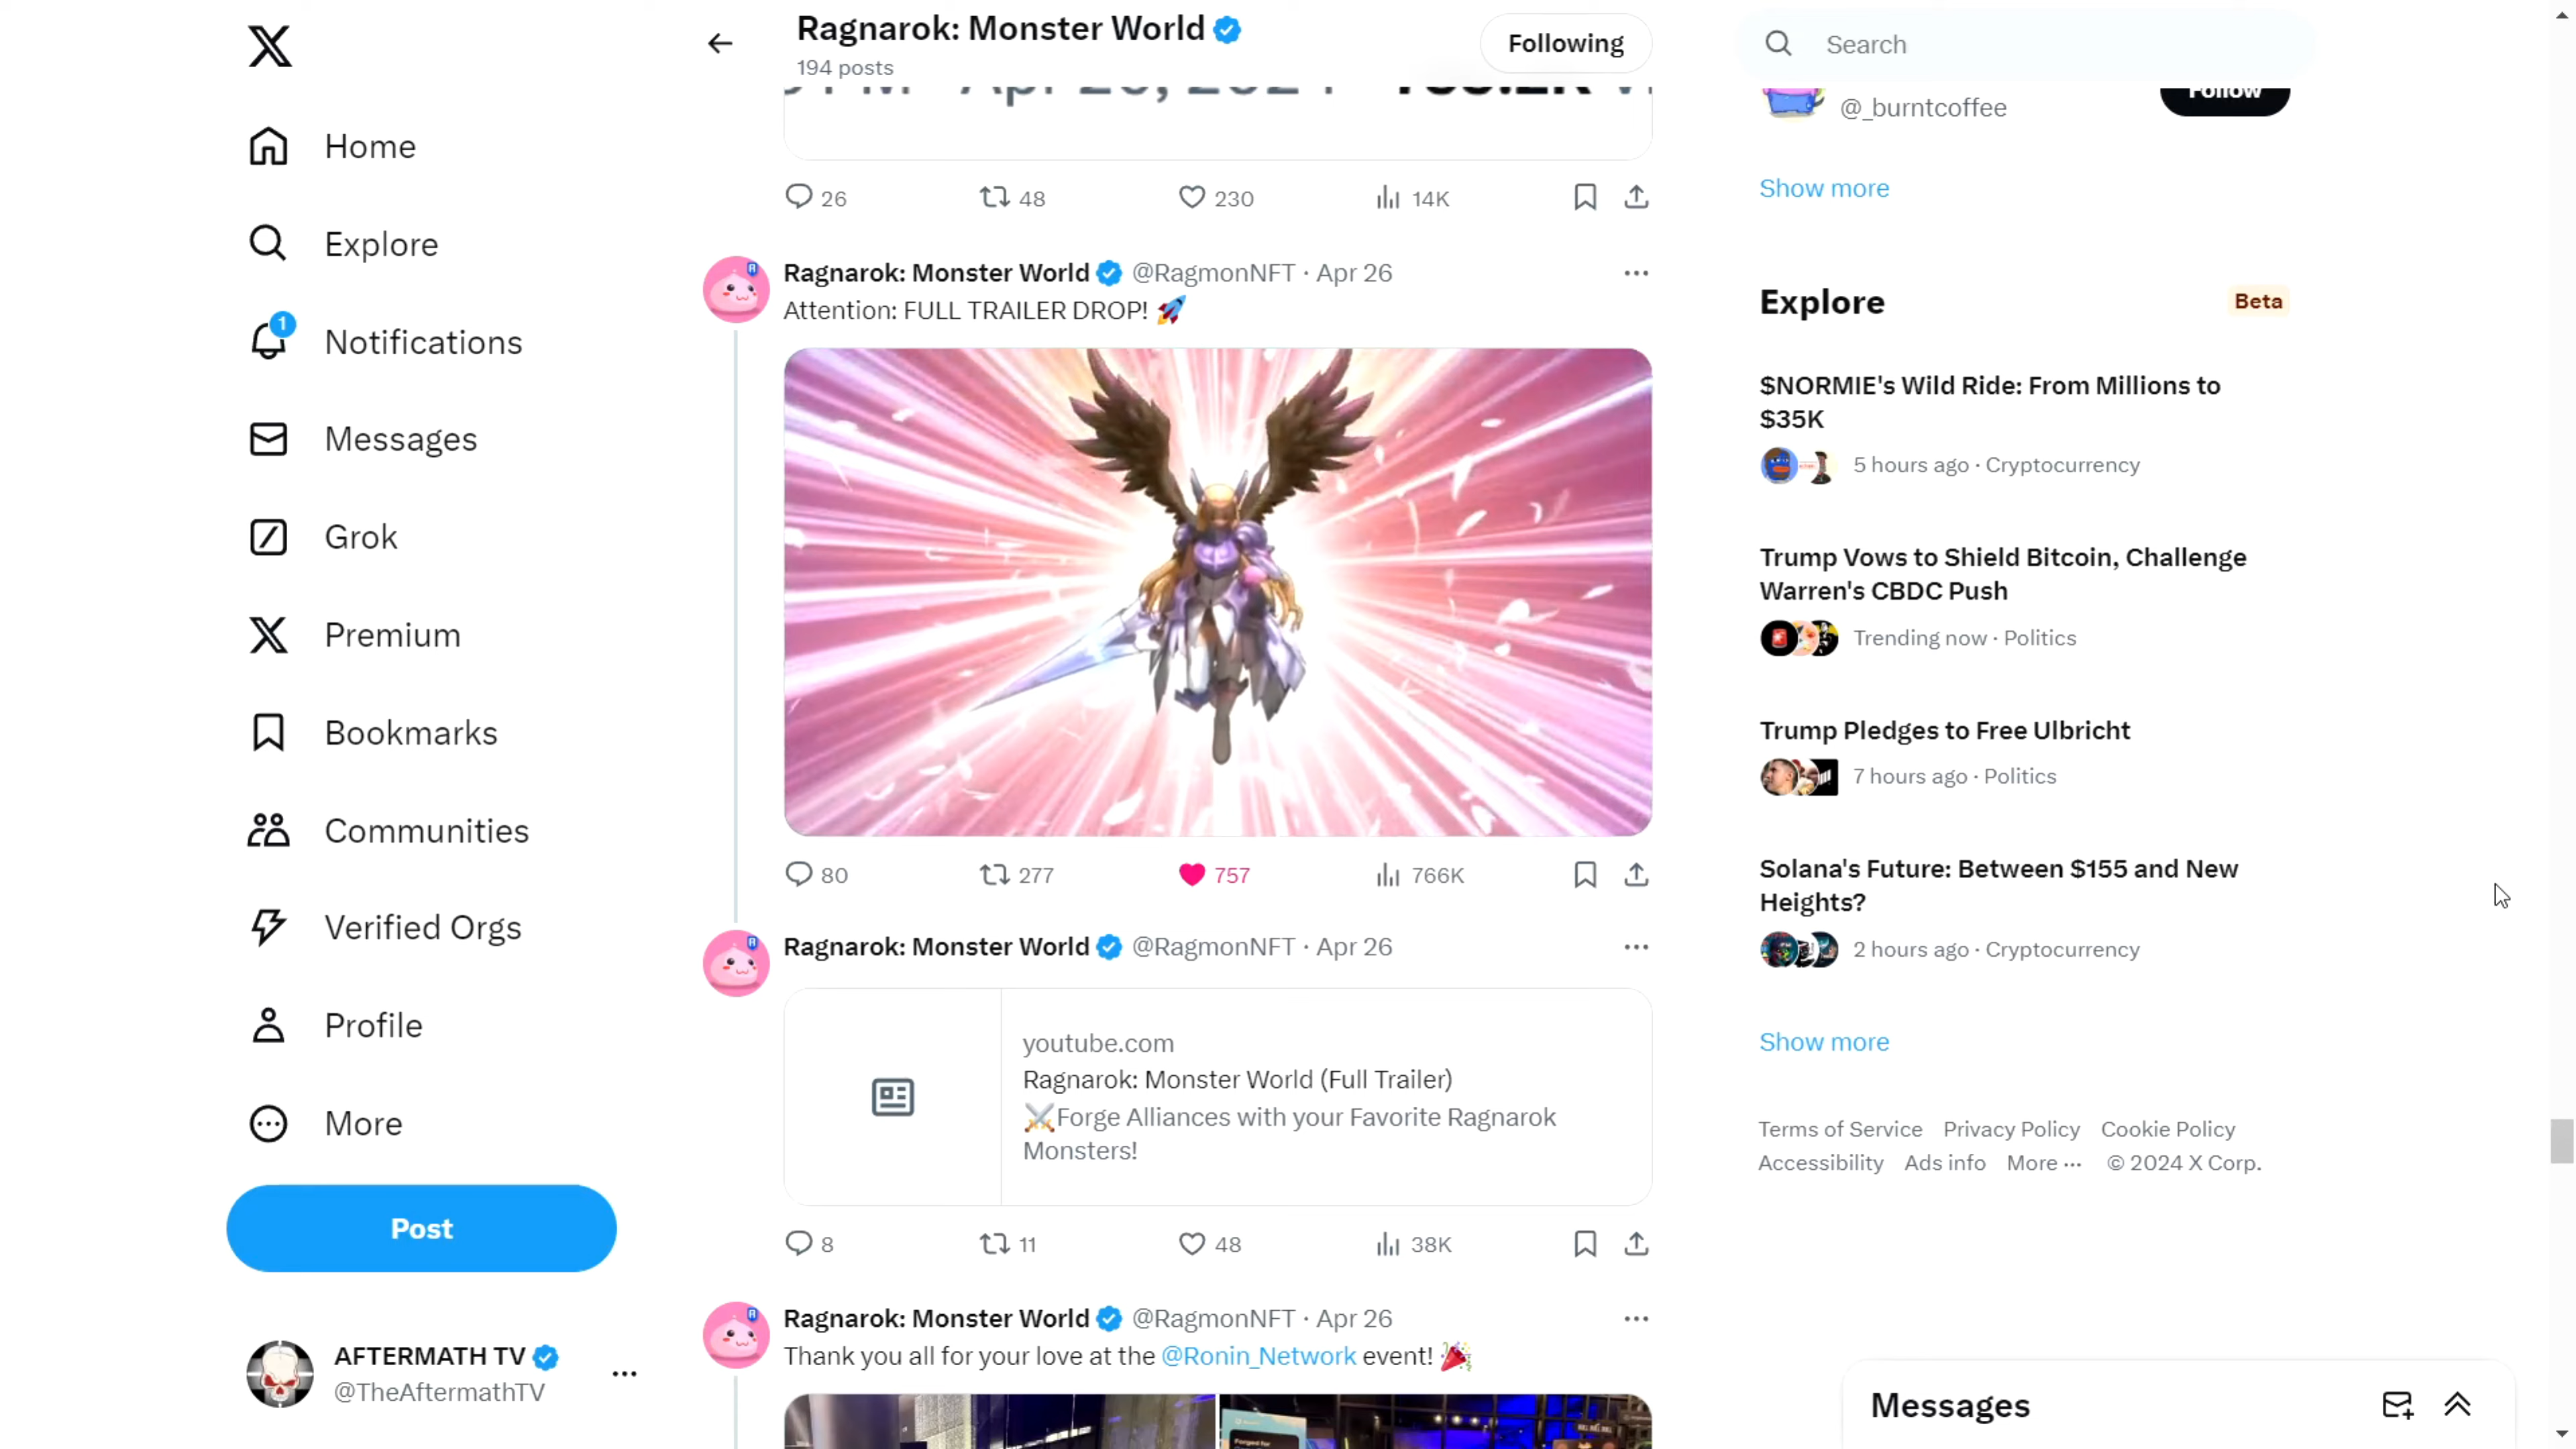 Home
Explore
1
Notifications
Messages
Grok
Premium
Bookmarks
Communities
Verified Orgs
Profile
More
Post
AFTERMATH TV
@TheAftermathTV
Ragnarok: Monster World
194 posts
Following
26
48
230
14K
Ragnarok: Monster World @RagmonNFT · Apr 26
Attention: FULL TRAILER DROP! 🚀
80
277
757
766K
Ragnarok: Monster World @RagmonNFT · Apr 26
youtube.com
Ragnarok: Monster World (Full Trailer)
⚔️Forge Alliances with your Favorite Ragnarok
Monsters!
8
11
48
38K
Ragnarok: Monster World @RagmonNFT · Apr 26
Thank you all for your love at the @Ronin_Network event! 🎉
Search
@_burntcoffee
Follow
Show more
Explore
Beta
$NORMIE's Wild Ride: From Millions to
$35K
5 hours ago · Cryptocurrency
Trump Vows to Shield Bitcoin, Challenge
Warren's CBDC Push
Trending now · Politics
Trump Pledges to Free Ulbricht
7 hours ago · Politics
Solana's Future: Between $155 and New
Heights?
2 hours ago · Cryptocurrency
Show more
Terms of Service Privacy Policy Cookie Policy
Accessibility Ads info More ··· © 2024 X Corp.
Messages